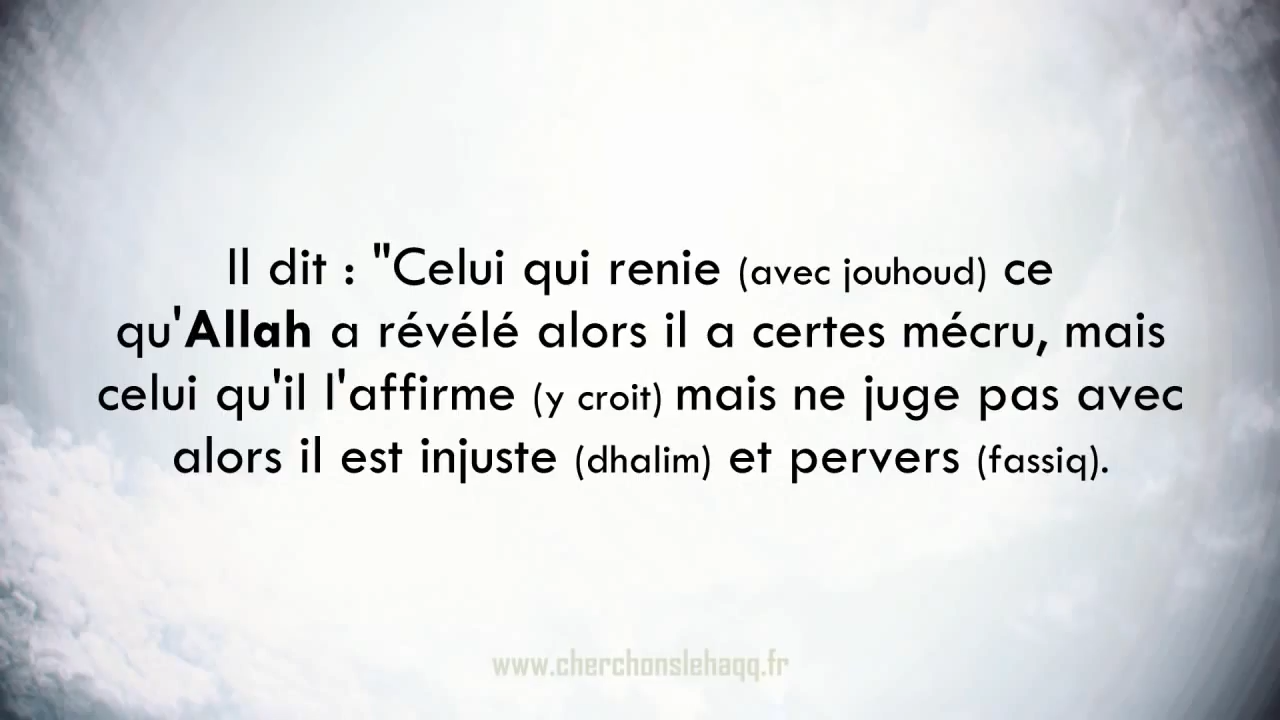 Il dit : "Celui qui renie (avec jouhoud) ce
qu'Allah a révélé alors il a certes mécru, mais
celui qu'il l'affirme (y croit) mais ne juge pas avec
alors il est injuste (dhalim) et pervers (fassiq).
www.cherchonslehaqq.fr